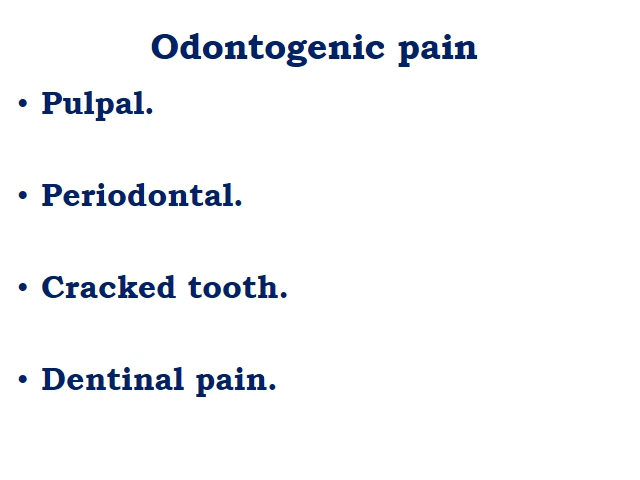 Odontogenic pain
• Pulpal.
• Periodontal.
• Cracked tooth.
• Dentinal pain.